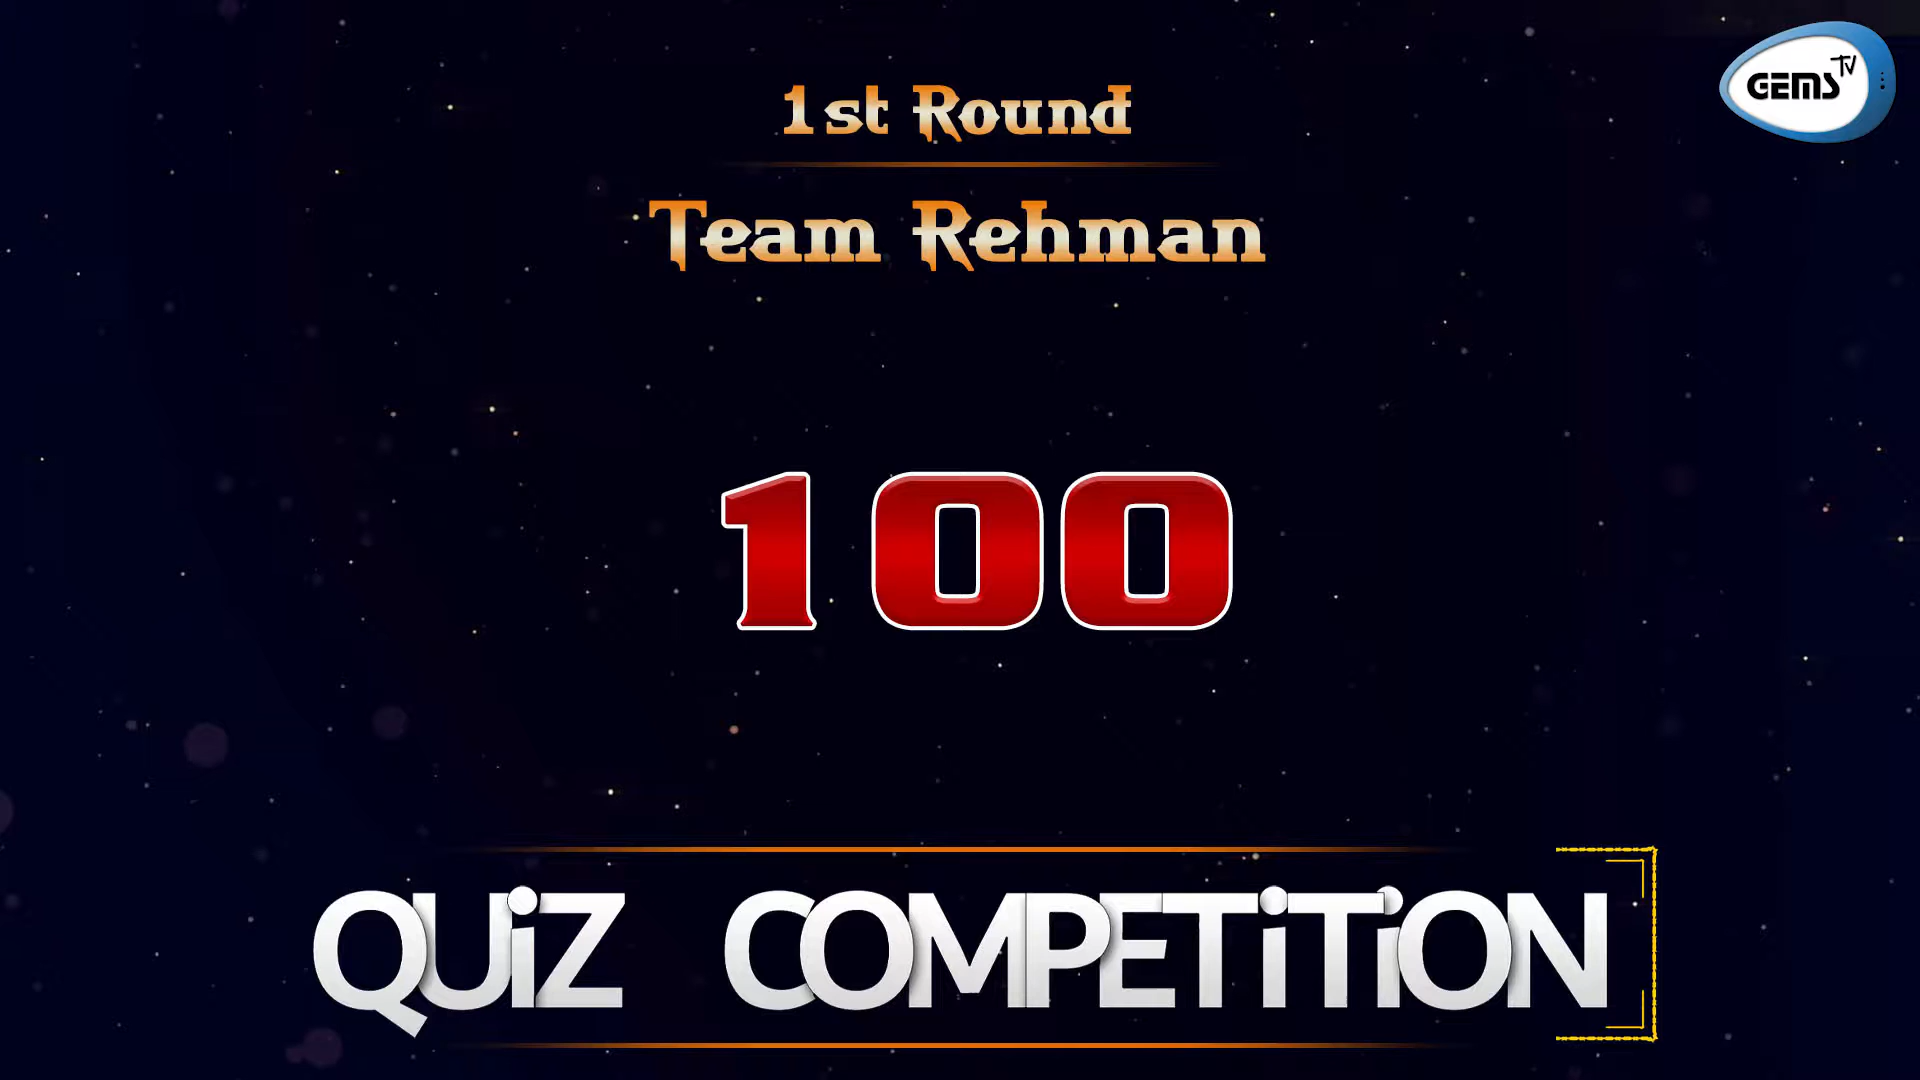 GEMS TV
1st Round
Team Rehman
100
QUiZ COMPETiTiON